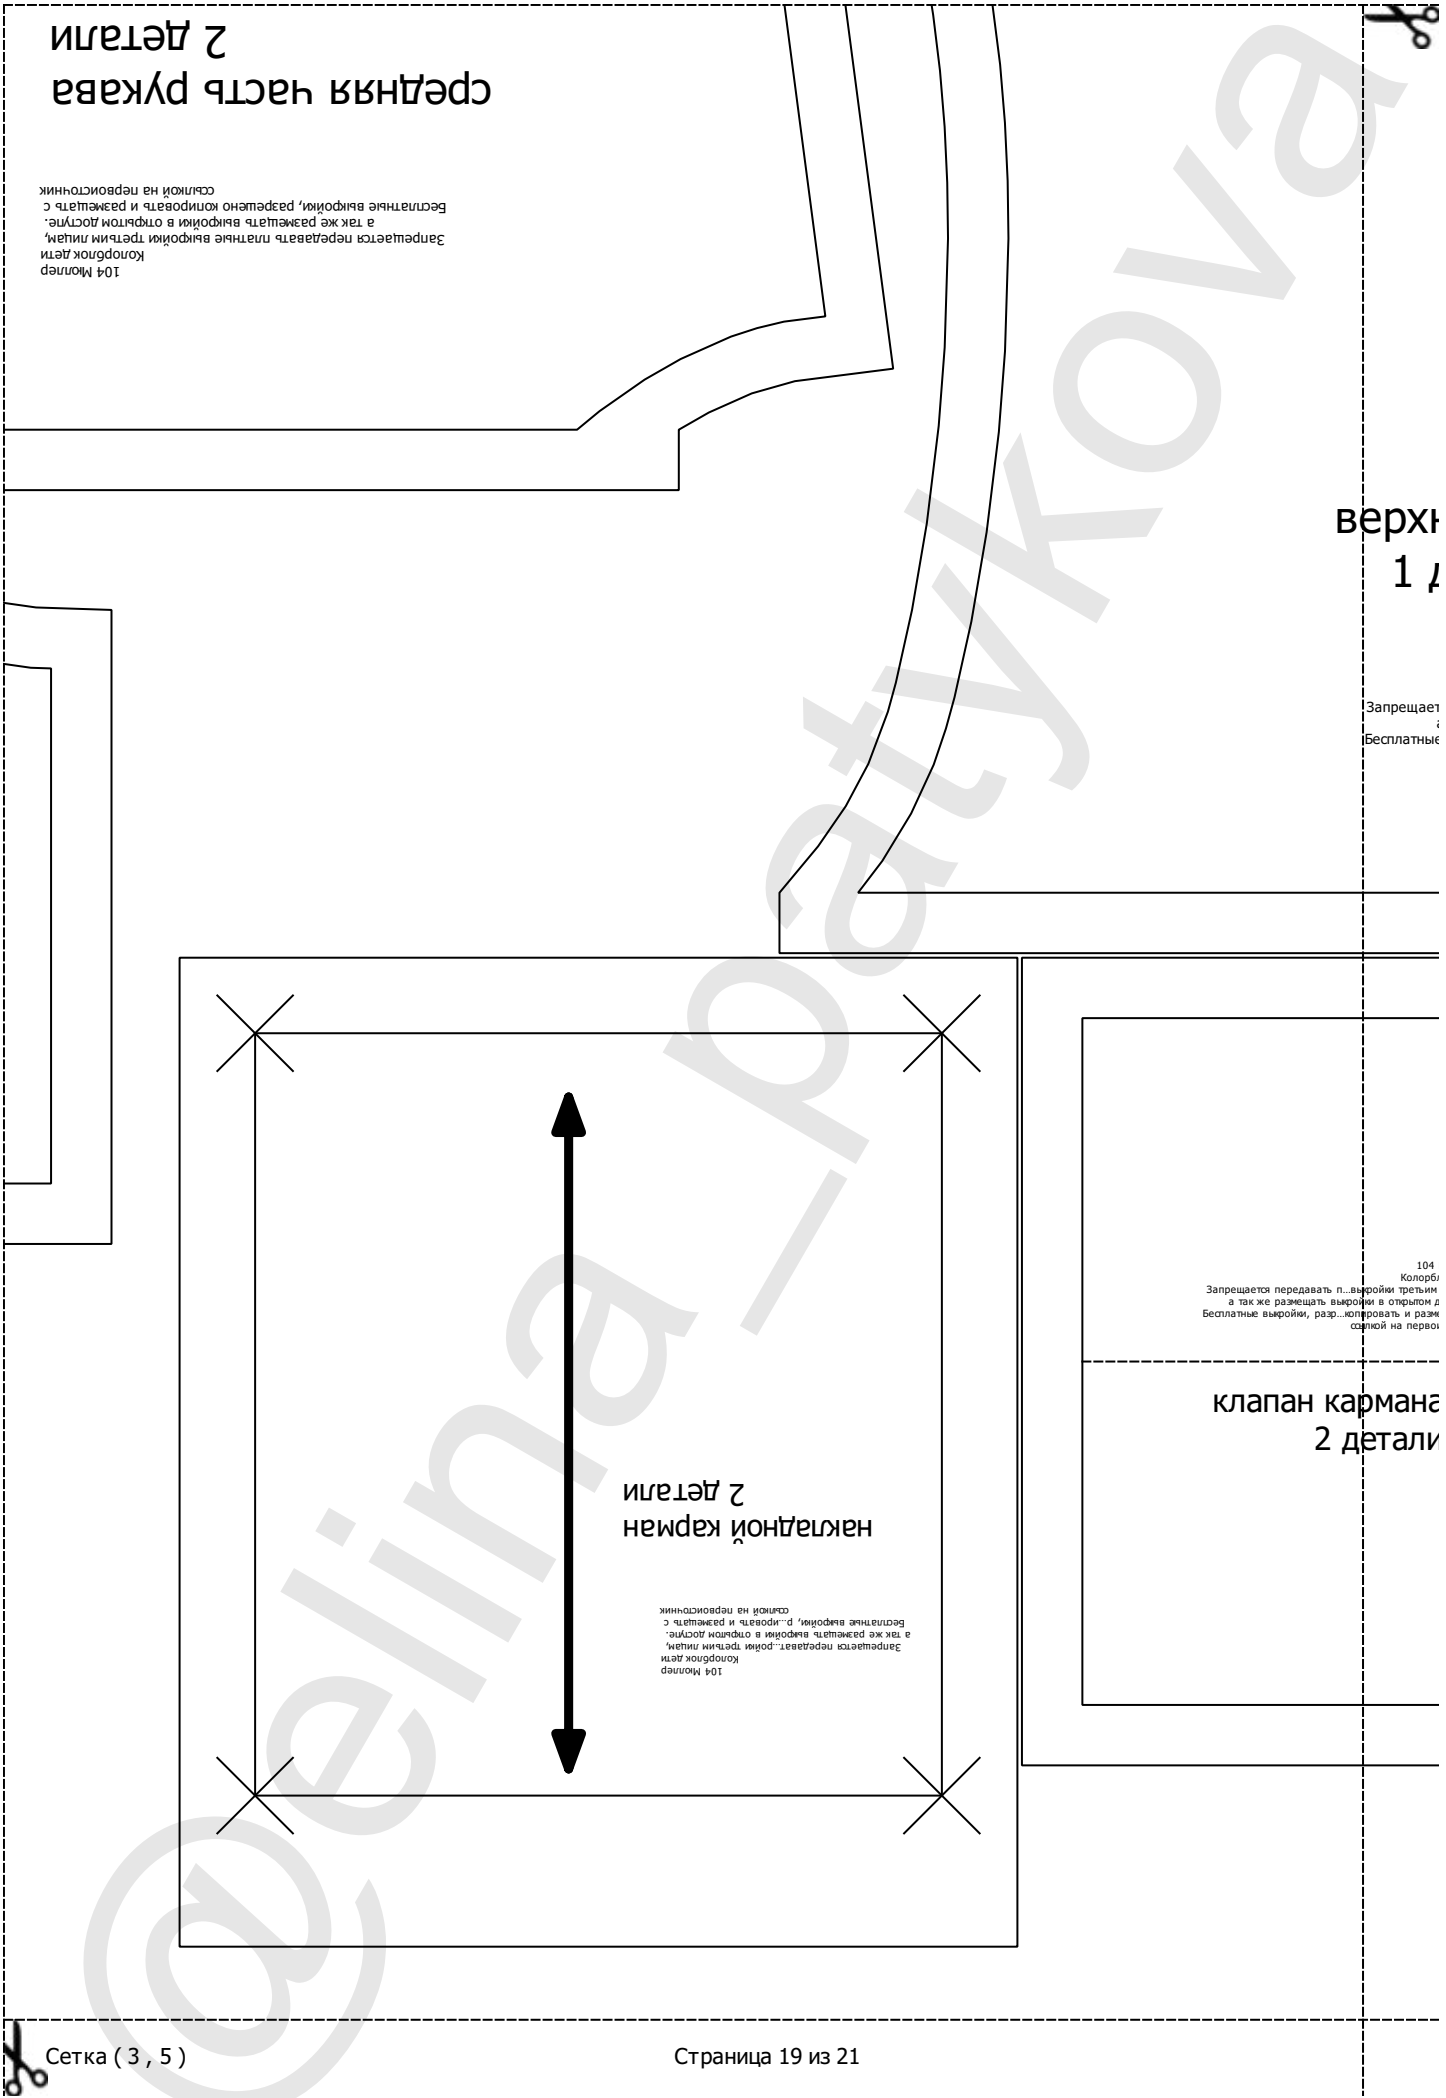 средняя часть рукава
2 детали
104 Мюллер
Колорблок дети
Запрещается передавать платные выкройки третьим лицам,
а так же размещать выкройки в открытом доступе.
Бесплатные выкройки, разрешено копировать и размещать с
ссылкой на первоисточник
верхн
1 д
Запрещает
а
Бесплатные
104
Колорбл
Запрещается передавать п...выкройки третьим
а так же размещать выкройки в открытом д
Бесплатные выкройки, разр...копировать и разме
ссылкой на первои
клапан кармана
2 детали
накладной карман
2 детали
104 Мюллер
Колорблок дети
Запрещается передават...ройки третьим лицам,
а так же размещать выкройки в открытом доступе.
Бесплатные выкройки, р...ировать и размещать с
ссылкой на первоисточник
@elina_patykova
Сетка ( 3 , 5 )
Страница 19 из 21